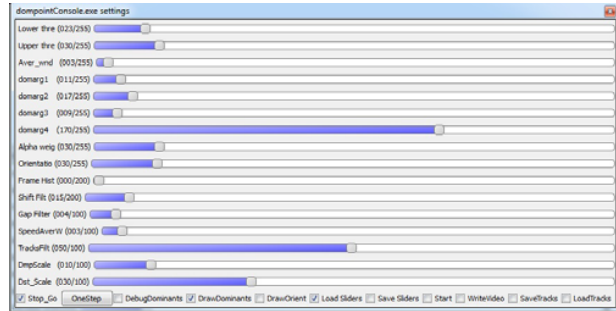 dompointConsole.exe settings
Lower thre (023/255)
Upper thre (030/255)
Aver_wnd (003/255)
domarg1 (011/255)
domarg2 (017/255)
domarg3 (009/255)
domarg4 (170/255)
Alpha weig (030/255)
Orientatio (030/255)
Frame Hist (000/200)
Shift Filt (015/200)
Gap Filter (004/100)
SpeedAverW (003/100)
TracksFilt (050/100)
DmpScale (010/100)
Dst_Scale (030/100)
Stop_Go OneStep DebugDominants DrawDominants DrawOrient Load Sliders Save Sliders Start WriteVideo SaveTracks LoadTracks